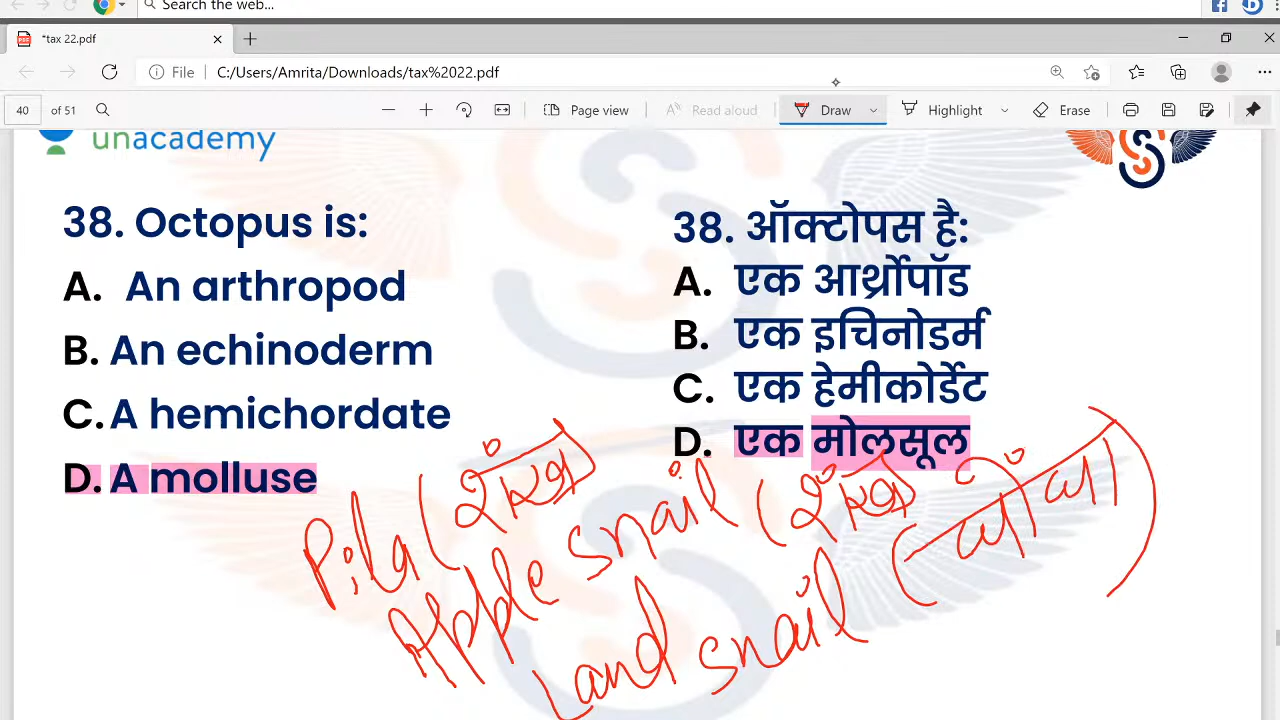 Search the web...
*tax 22.pdf
File C:/Users/Amrita/Downloads/tax%2022.pdf
40 of 51 Page view Read aloud Draw Highlight Erase
unacademy
38. Octopus is:
A. An arthropod
B. An echinoderm
C. A hemichordate
D. A molluse
38. ऑक्टोपस है:
A. एक आर्थ्रोपॉड
B. एक इचिनोडर्म
C. एक हेमीकोर्डेट
D. एक मोलसूल
Pila (शंख
Apple snail (शंख
Land snail (घोंघा)